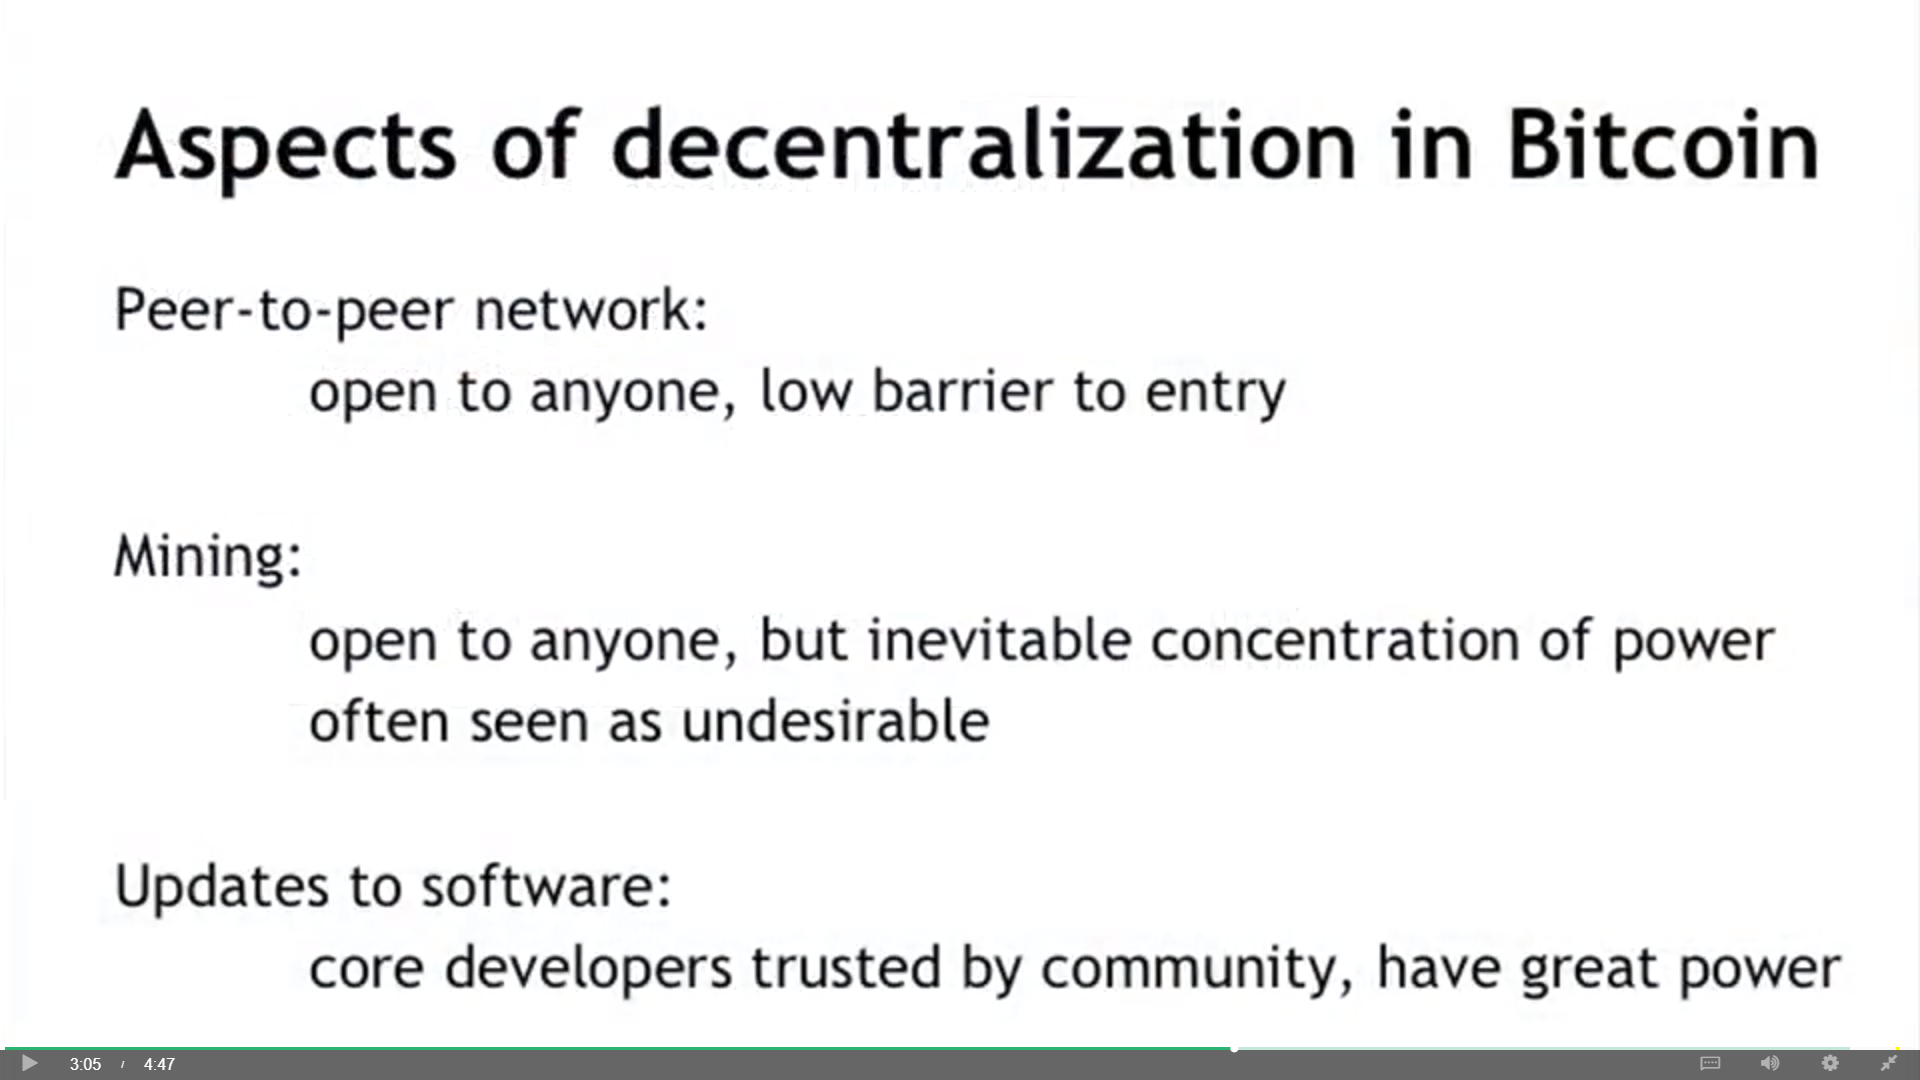 Aspects of decentralization in Bitcoin
Peer-to-peer network:
open to anyone, low barrier to entry
Mining:
open to anyone, but inevitable concentration of power
often seen as undesirable
Updates to software:
core developers trusted by community, have great power
3:05 / 4:47